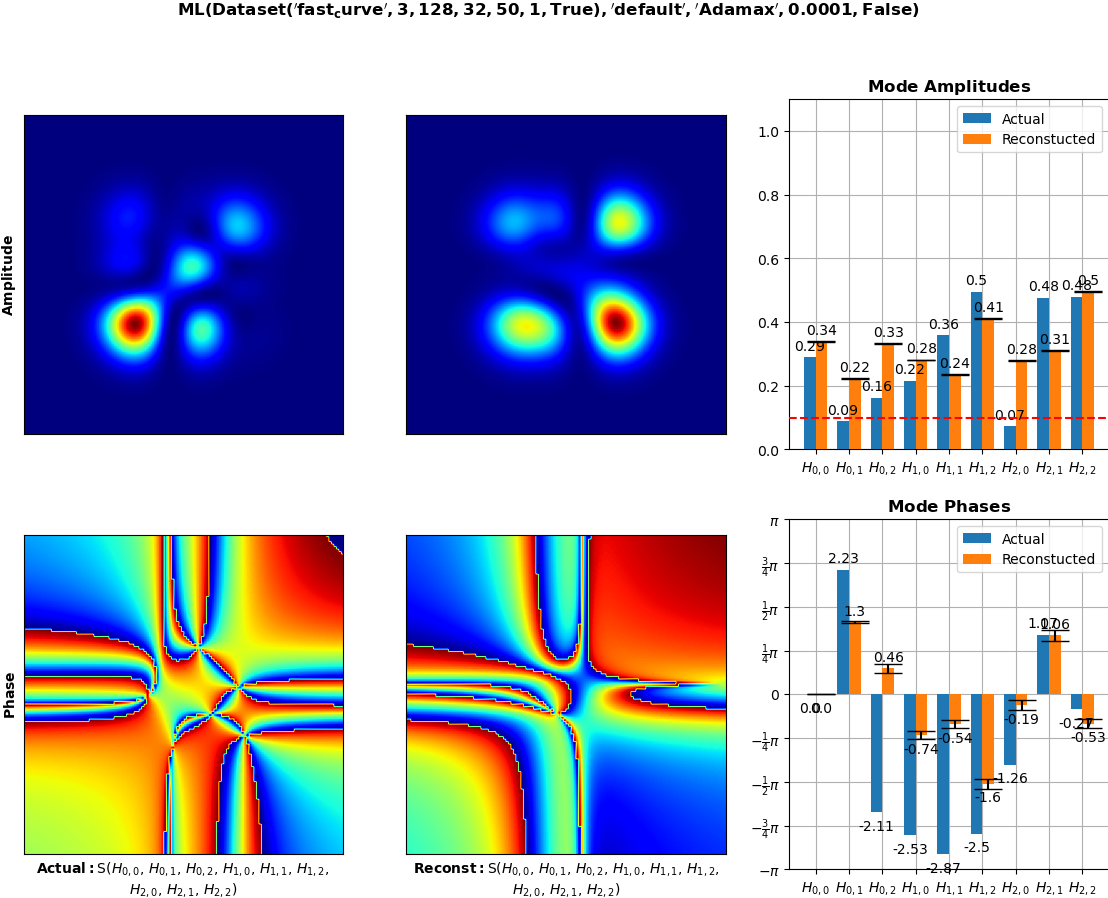 ML(Dataset('fast_curve', 3, 128, 32, 50, 1, True), 'default', 'Adamax', 0.0001, False)
Amplitude
Mode Amplitudes
Actual
Reconstucted
1.0
0.8
0.6
0.4
0.2
0.0
0.29
0.34
0.09
0.22
0.16
0.33
0.22
0.28
0.36
0.24
0.5
0.41
0.07
0.28
0.48
0.31
0.48
0.5
H0,0 H0,1 H0,2 H1,0 H1,1 H1,2 H2,0 H2,1 H2,2
Phase
Mode Phases
Actual
Reconstucted
π
3/4π
1/2π
1/4π
0
−1/4π
−1/2π
−3/4π
−π
0.0
0.0
2.23
1.3
-2.11
0.46
-2.53
-0.74
-2.87
-0.54
-2.5
-1.6
-1.26
-0.19
1.07
1.06
-0.27
-0.53
H0,0 H0,1 H0,2 H1,0 H1,1 H1,2 H2,0 H2,1 H2,2
Actual: S(H0,0, H0,1, H0,2, H1,0, H1,1, H1,2,
H2,0, H2,1, H2,2)
Reconst: S(H0,0, H0,1, H0,2, H1,0, H1,1, H1,2,
H2,0, H2,1, H2,2)